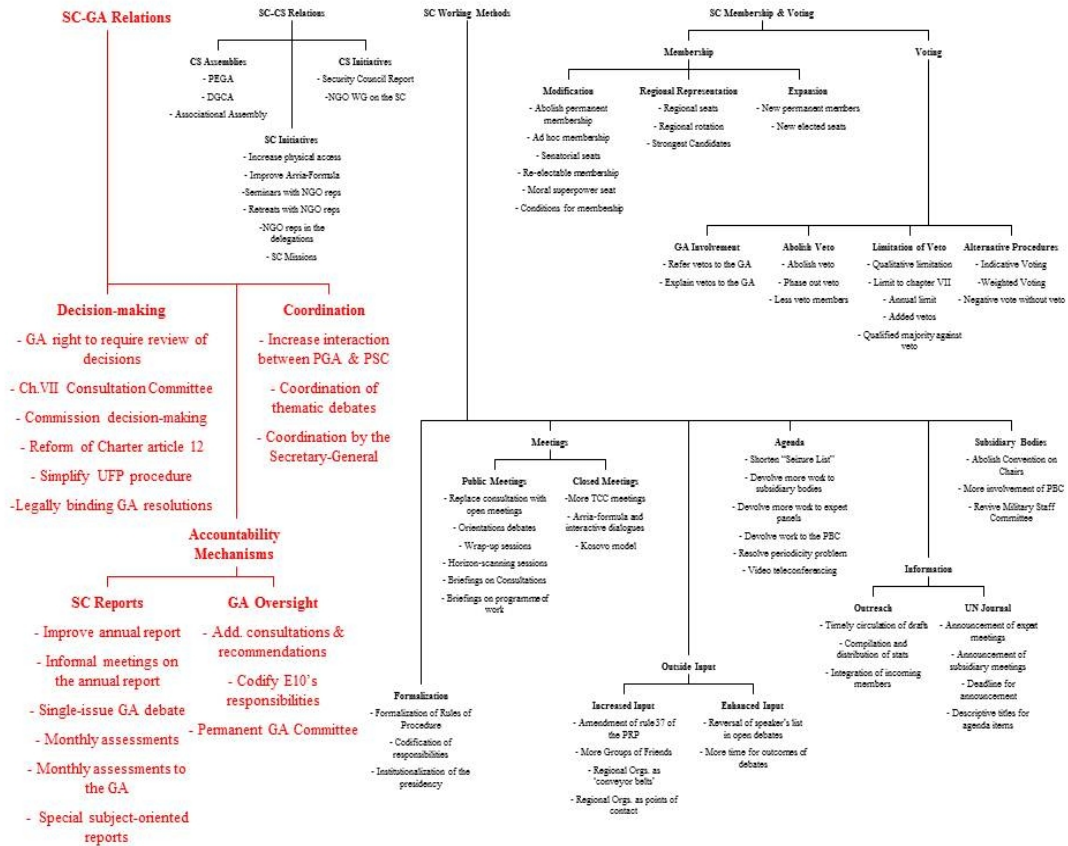 SC-GA Relations
Decision-making
- GA right to require review of
decisions
- Ch.VII Consultation Committee
- Commission decision-making
- Reform of Charter article 12
- Simplify UFP procedure
-Legally binding GA resolutions
Coordination
- Increase interaction
between PGA & PSC
- Coordination of
thematic debates
- Coordination by the
Secretary-General
Accountability
Mechanisms
SC Reports
- Improve annual report
- Informal meetings on
the annual report
- Single-issue GA debate
- Monthly assessments
- Monthly assessments to
the GA
- Special subject-oriented
reports
GA Oversight
- Add. consultations &
recommendations
- Codify E10's
responsibilities
- Permanent GA Committee
SC-CS Relations
CS Assemblies
- PEGA
- DGCA
- Associational Assembly
CS Initiatives
- Security Council Report
-NGO WG on the SC
SC Initiatives
- Increase physical access
- Improve Arria-Formula
-Seminars with NGO reps
- Retreats with NGO reps
-NGO reps in the
delegations
- SC Missions
SC Working Methods
Formalization
- Formalization of Rules of
Procedure
- Codification of
responsibilities
- Institutionalization of the
presidency
Meetings
Public Meetings
- Replace consultation with
open meetings
- Orientations debates
- Wrap-up sessions
- Horizon-scanning sessions
- Briefings on Consultations
- Briefings on programme of
work
Closed Meetings
-More TCC meetings
- Arria-formula and
interactive dialogues
- Kosovo model
Outside Input
Increased Input
- Amendment of rule 37 of
the PRP
- More Groups of Friends
- Regional Orgs. as
'conveyor belts'
- Regional Orgs. as points of
contact
Enhanced Input
- Reversal of speaker's list
in open debates
- More time for outcomes of
debates
Agenda
- Shorten "Seizure List"
- Devolve more work to
subsidiary bodies
- Devolve more work to expert
panels
- Devolve work to the PBC
- Resolve periodicity problem
- Video teleconferencing
Information
Outreach
- Timely circulation of drafts
- Compilation and
distribution of stats
- Integration of incoming
members
UN Journal
- Announcement of expert
meetings
- Announcement of
subsidiary meetings
- Deadline for
announcement
- Descriptive titles for
agenda items
Subsidiary Bodies
- Abolish Convention on
Chairs
- More involvement of PBC
- Revive Military Staff
Committee
SC Membership & Voting
Membership
Modification
- Abolish permanent
membership
- Ad hoc membership
- Senatorial seats
- Re-electable membership
- Moral superpower seat
- Conditions for membership
Regional Representation
- Regional seats
- Regional rotation
- Strongest Candidates
Expansion
- New permanent members
- New elected seats
Voting
GA Involvement
- Refer vetos to the GA
- Explain vetos to the GA
Abolish Veto
- Abolish veto
- Phase out veto
- Less veto members
Limitation of Veto
- Qualitative limitation
- Limit to chapter VII
- Annual limit
- Added vetos
- Qualified majority against
veto
Alternative Procedures
- Indicative Voting
-Weighted Voting
- Negative vote without veto